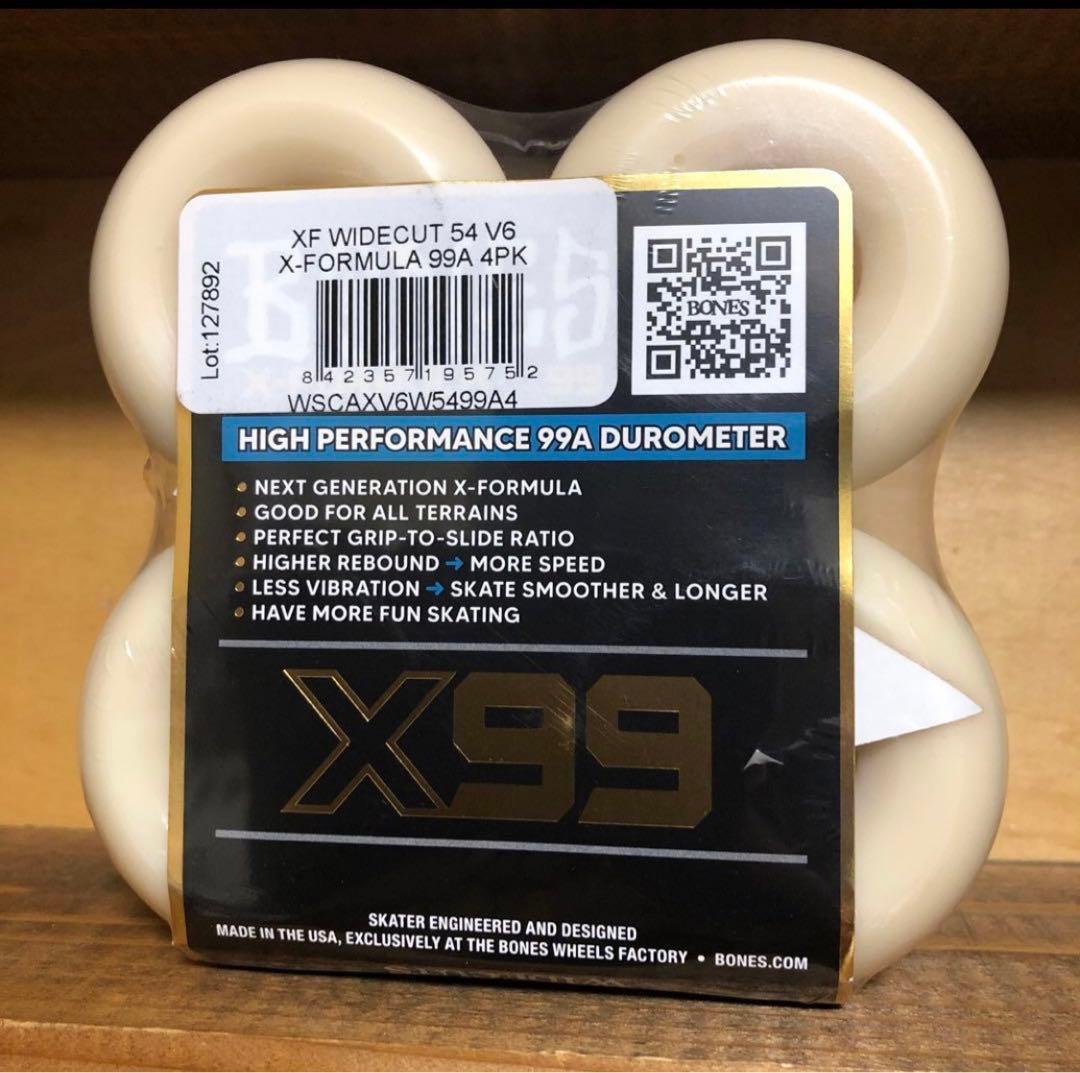 XF WIDECUT 54 V6
X-FORMULA 99A 4PK
Lot:127892
8 42357 19575 2
WSCAXV6W5499A4
BONES
HIGH PERFORMANCE 99A DUROMETER
• NEXT GENERATION X-FORMULA
• GOOD FOR ALL TERRAINS
• PERFECT GRIP-TO-SLIDE RATIO
• HIGHER REBOUND → MORE SPEED
• LESS VIBRATION → SKATE SMOOTHER & LONGER
• HAVE MORE FUN SKATING
X99
SKATER ENGINEERED AND DESIGNED
MADE IN THE USA, EXCLUSIVELY AT THE BONES WHEELS FACTORY • BONES.COM